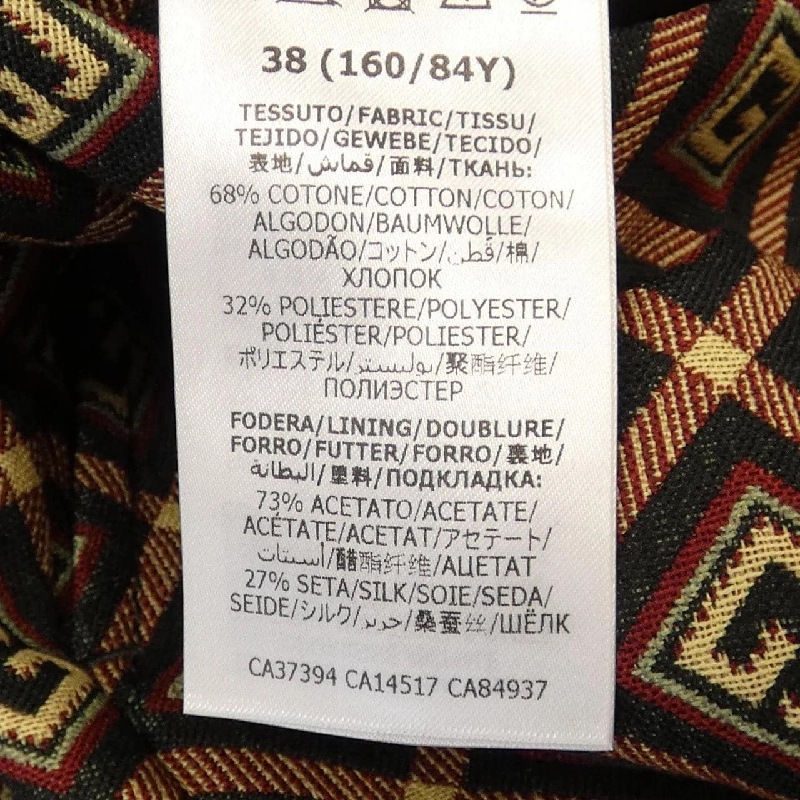 38 (160/84Y)
TESSUTO/FABRIC/TISSU/
TEJIDO/GEWEBE/TECIDO/
表地/قماش/面料/ТКАНЬ:
68% COTONE/COTTON/COTON/
ALGODON/BAUMWOLLE/
ALGODÃO/コットン/قطن/棉/
ХЛОПОК
32% POLIESTERE/POLYESTER/
POLIÉSTER/POLIESTER/
ポリエステル/بوليستر/聚酯纤维/
ПОЛИЭСТЕР
FODERA/LINING/DOUBLURE/
FORRO/FUTTER/FORRO/裏地/
البطانة/里料/ПОДКЛАДКА:
73% ACETATO/ACETATE/
ACÉTATE/ACETAT/アセテート/
أسيتات/醋酯纤维/АЦЕТАТ
27% SETA/SILK/SOIE/SEDA/
SEIDE/シルク/حرير/桑蚕丝/ШЁЛК
CA37394 CA14517 CA84937